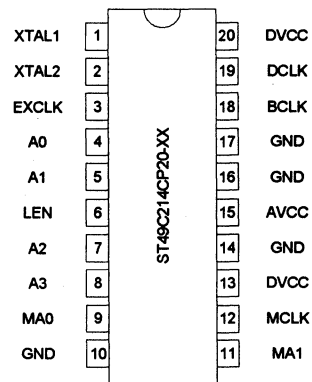 XTAL1 1 20 DVCC
XTAL2 2 19 DCLK
EXCLK 3 18 BCLK
A0 4 17 GND
A1 5 16 GND
LEN 6 15 AVCC
A2 7 14 GND
A3 8 13 DVCC
MA0 9 12 MCLK
GND 10 11 MA1
ST49C214CP20-XX